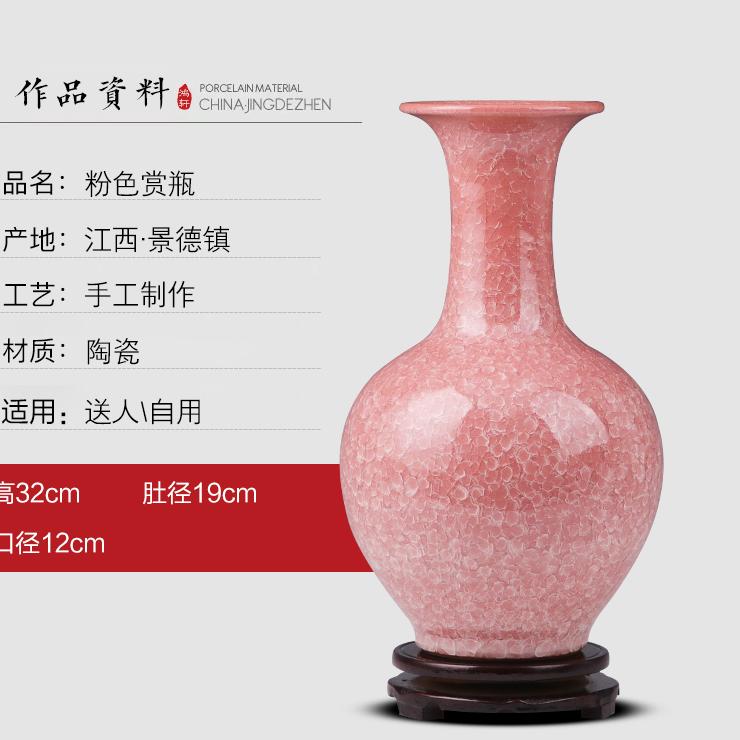 作品資料
鸿轩
PORCELAIN MATERIAL
CHINA·JINGDEZHEN
品名：粉色赏瓶
产地：江西·景德镇
工艺：手工制作
材质：陶瓷
适用：送人\自用
高32cm 肚径19cm
口径12cm